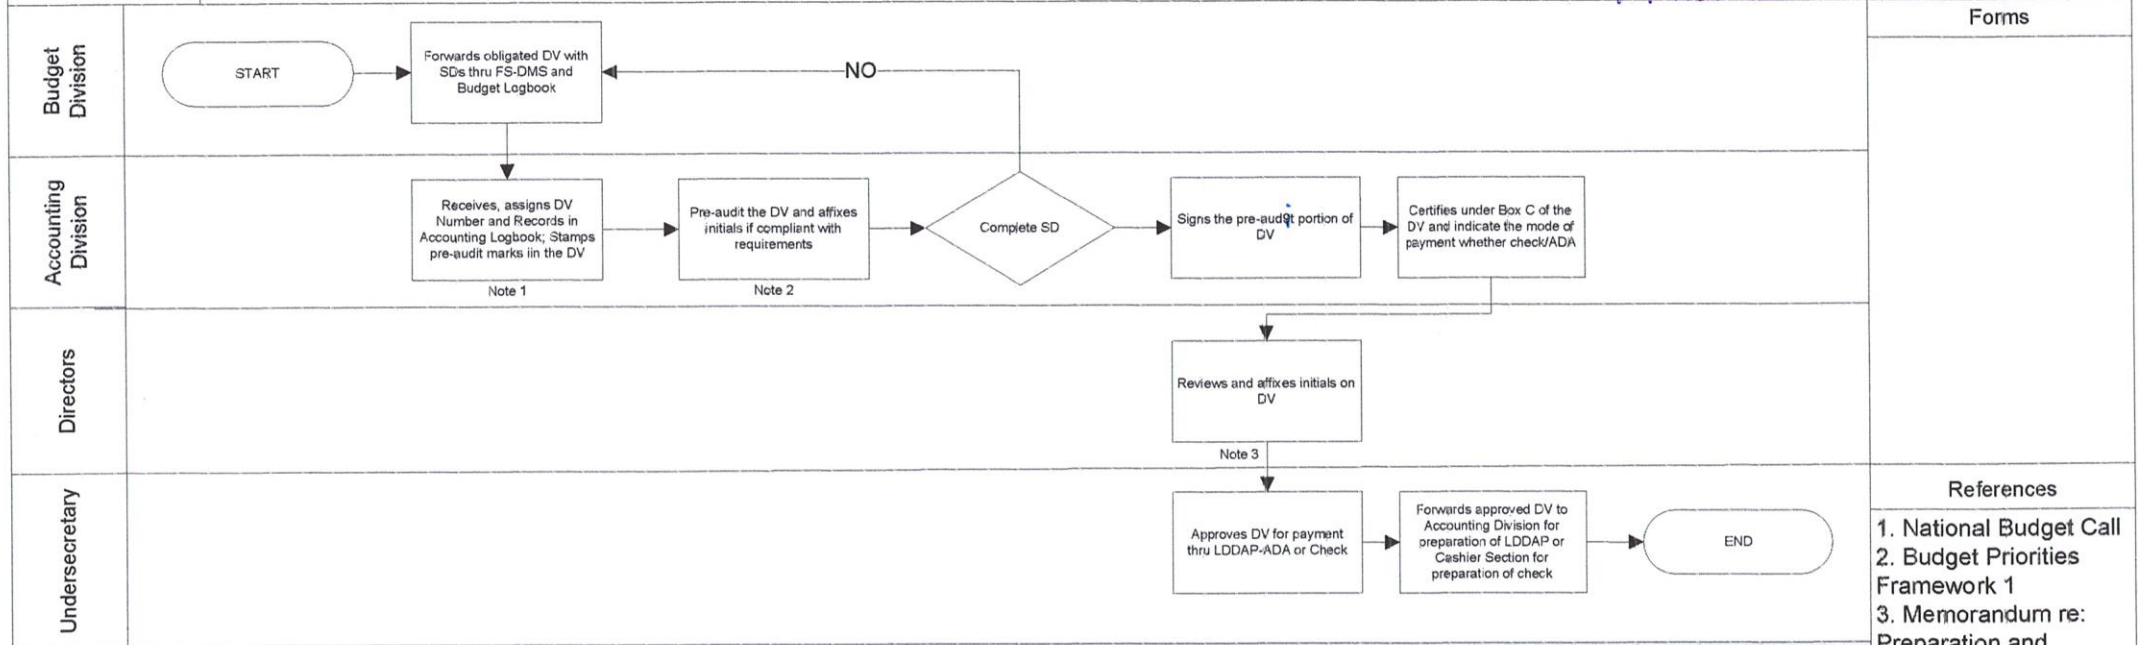 Forms
Budget
Division
START
Forwards obligated DV with
SDs thru FS-DMS and
Budget Logbook
NO
Accounting
Division
Receives, assigns DV
Number and Records in
Accounting Logbook; Stamps
pre-audit marks iin the DV
Note 1
Pre-audit the DV and affixes
initials if compliant with
requirements
Note 2
Complete SD
Signs the pre-audit portion of
DV
Certifies under Box C of the
DV and indicate the mode of
payment whether check/ADA
Directors
Reviews and affixes initials on
DV
Note 3
Undersecretary
Approves DV for payment
thru LDDAP-ADA or Check
Forwards approved DV to
Accounting Division for
preparation of LDDAP or
Cashier Section for
preparation of check
END
References
1. National Budget Call
2. Budget Priorities
Framework 1
3. Memorandum re:
Preparation and